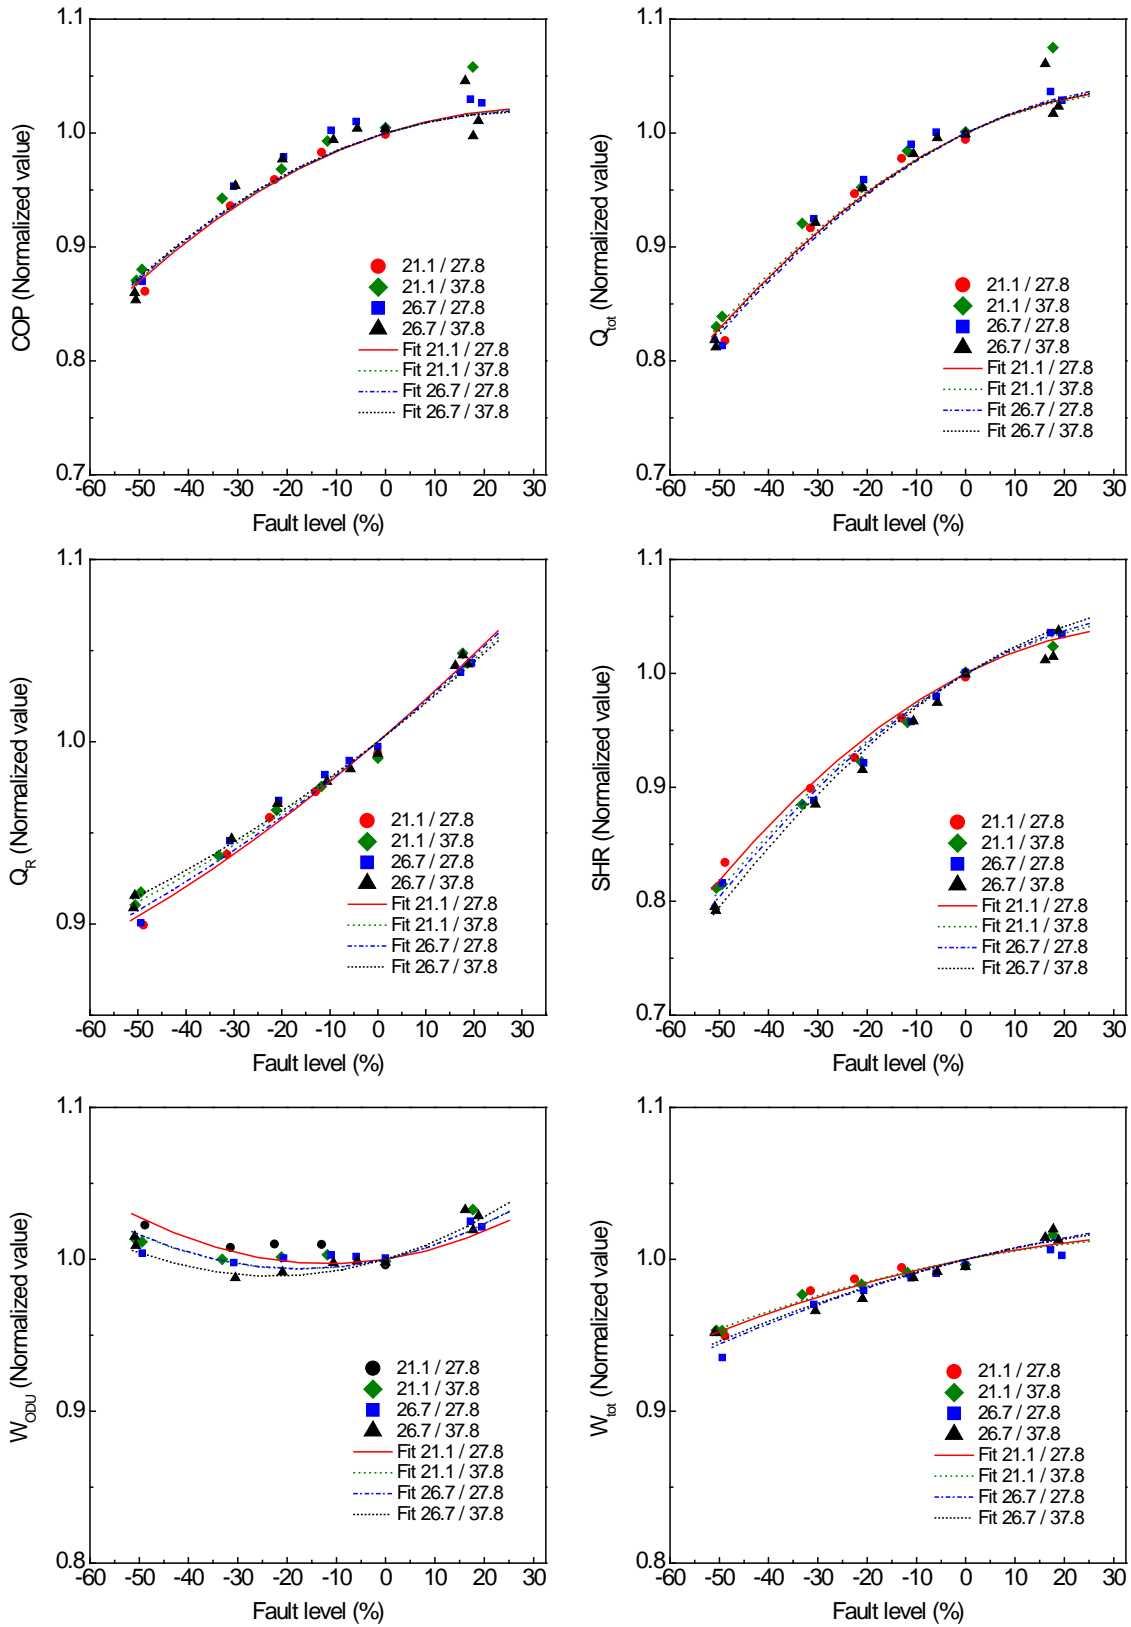 1.1
1.0
0.9
0.8
0.7
COP (Normalized value)
21.1 / 27.8
21.1 / 37.8
26.7 / 27.8
26.7 / 37.8
Fit 21.1 / 27.8
Fit 21.1 / 37.8
Fit 26.7 / 27.8
Fit 26.7 / 37.8
-60 -50 -40 -30 -20 -10 0 10 20 30
Fault level (%)
1.1
1.0
0.9
0.8
0.7
Qtot (Normalized value)
21.1 / 27.8
21.1 / 37.8
26.7 / 27.8
26.7 / 37.8
Fit 21.1 / 27.8
Fit 21.1 / 37.8
Fit 26.7 / 27.8
Fit 26.7 / 37.8
-60 -50 -40 -30 -20 -10 0 10 20 30
Fault level (%)
1.1
1.0
0.9
QR (Normalized value)
21.1 / 27.8
21.1 / 37.8
26.7 / 27.8
26.7 / 37.8
Fit 21.1 / 27.8
Fit 21.1 / 37.8
Fit 26.7 / 27.8
Fit 26.7 / 37.8
-60 -50 -40 -30 -20 -10 0 10 20 30
Fault level (%)
1.1
1.0
0.9
0.8
0.7
SHR (Normalized value)
21.1 / 27.8
21.1 / 37.8
26.7 / 27.8
26.7 / 37.8
Fit 21.1 / 27.8
Fit 21.1 / 37.8
Fit 26.7 / 27.8
Fit 26.7 / 37.8
-60 -50 -40 -30 -20 -10 0 10 20 30
Fault level (%)
1.1
1.0
0.9
0.8
WODU (Normalized value)
21.1 / 27.8
21.1 / 37.8
26.7 / 27.8
26.7 / 37.8
Fit 21.1 / 27.8
Fit 21.1 / 37.8
Fit 26.7 / 27.8
Fit 26.7 / 37.8
-60 -50 -40 -30 -20 -10 0 10 20 30
Fault level (%)
1.1
1.0
0.9
0.8
Wtot (Normalized value)
21.1 / 27.8
21.1 / 37.8
26.7 / 27.8
26.7 / 37.8
Fit 21.1 / 27.8
Fit 21.1 / 37.8
Fit 26.7 / 27.8
Fit 26.7 / 37.8
-60 -50 -40 -30 -20 -10 0 10 20 30
Fault level (%)